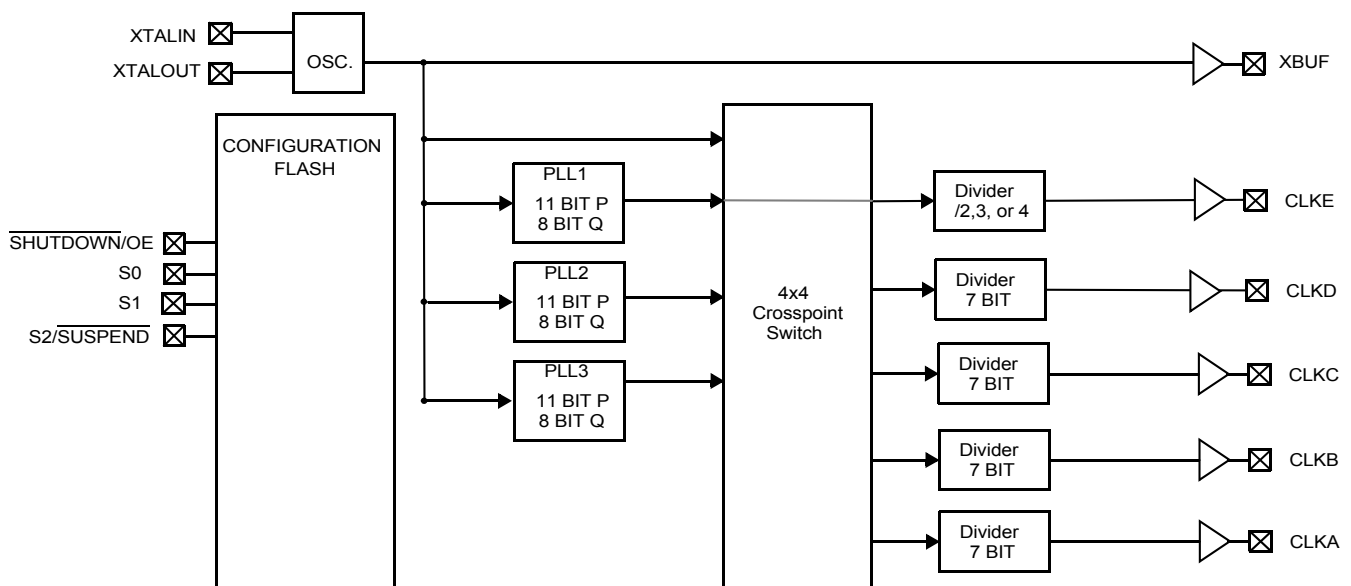 XTALIN
XTALOUT
OSC.
XBUF
CONFIGURATION
FLASH
SHUTDOWN/OE
S0
S1
S2/SUSPEND
PLL1
11 BIT P
8 BIT Q
PLL2
11 BIT P
8 BIT Q
PLL3
11 BIT P
8 BIT Q
4x4
Crosspoint
Switch
Divider
/2,3, or 4
CLKE
Divider
7 BIT
CLKD
Divider
7 BIT
CLKC
Divider
7 BIT
CLKB
Divider
7 BIT
CLKA